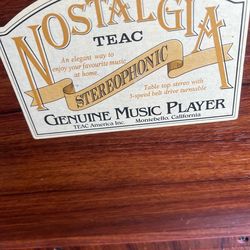 NOSTALGIA
TEAC
An elegant way to
enjoy your favourite music
at home.
STEREOPHONIC
Table top stereo with
3-speed belt drive turntable
GENUINE MUSIC PLAYER
TEAC America Inc. Montebello, California